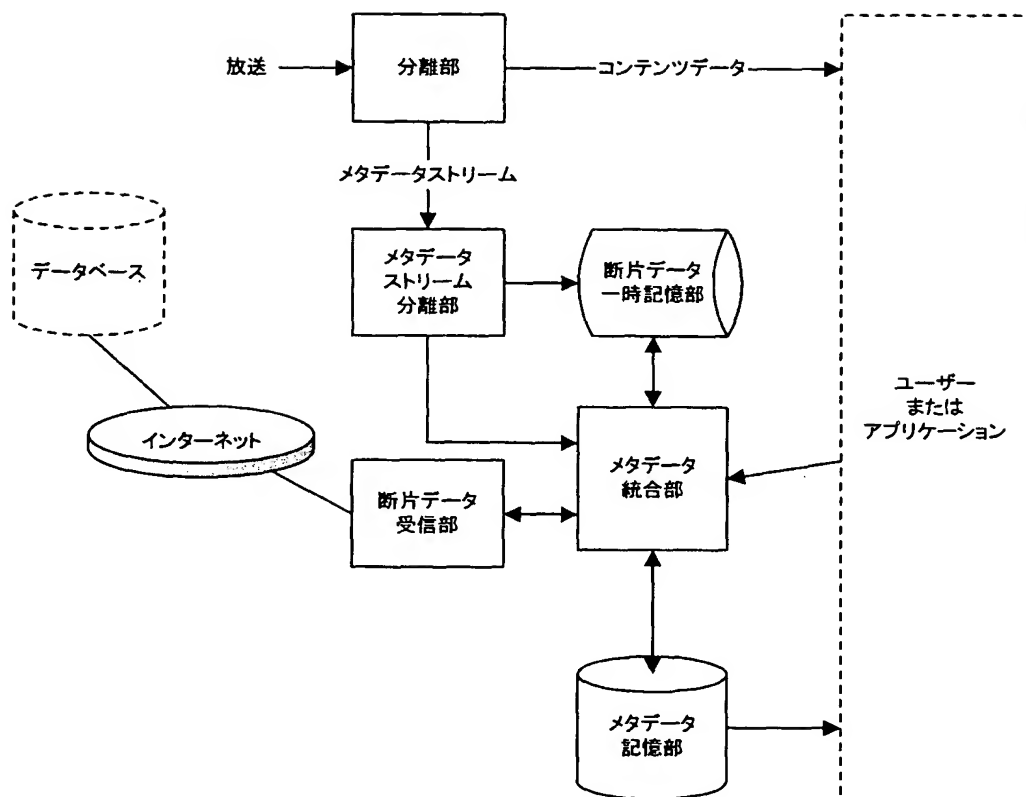 放送
分離部
コンテンツデータ
メタデータストリーム
データベース
メタデータ
ストリーム
分離部
断片データ
一時記憶部
ユーザー
または
アプリケーション
インターネット
メタデータ
統合部
断片データ
受信部
メタデータ
記憶部